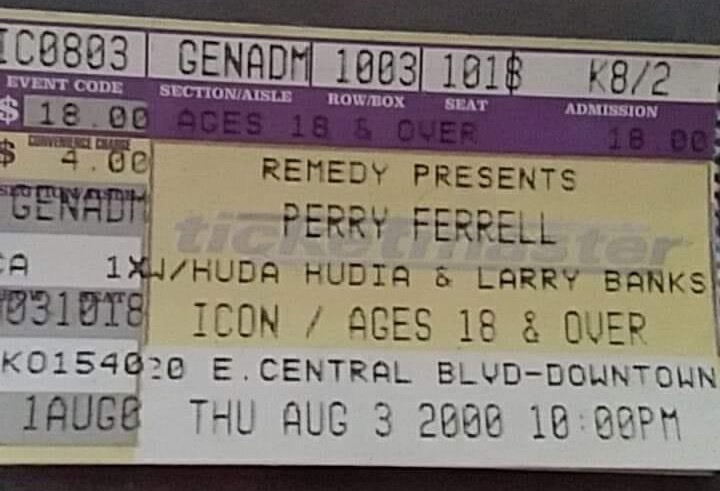 IC0803 GENADM 1003 101$ K8/2
EVENT CODE SECTION/AISLE ROW/BOX SEAT ADMISSION
$ 18.00 AGES 18 & OVER 18.00
CONVENIENCE CHARGE
$ 4.00 REMEDY PRESENTS
GENADM PERRY FERRELL
ticketmaster
CA 1X W/HUDA HUDIA & LARRY BANKS
ICON / AGES 18 & OVER
20 E.CENTRAL BLVD-DOWNTOWN
1AUG0 THU AUG 3 2000 10:00PM